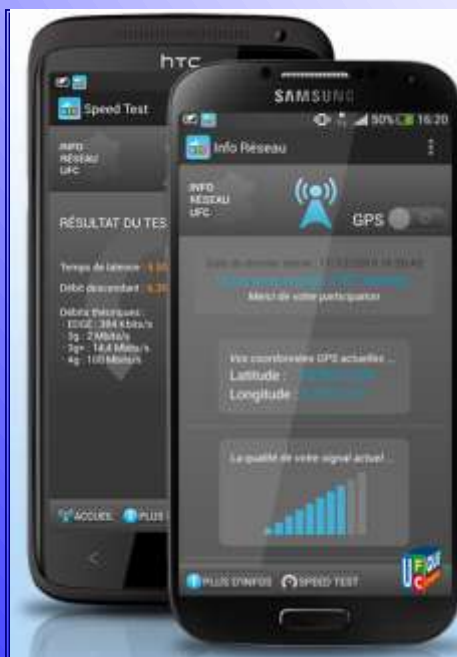 hTC
Speed Test
INFO
RÉSEAU
UFC
RÉSULTAT DU TES
Temps de latence :
Débit descendant :
Débits théoriques :
EDGE : 384 Kbits/s
3g : 2 Mbits/s
3g+ : 14,4 Mbits/s
4g : 100 Mbits/s
ACCUEIL PLUS
SAMSUNG
50% 16:20
Info Réseau
INFO
RÉSEAU
UFC
GPS
Merci de votre participation
Vos coordonnées GPS actuelles ...
Latitude :
Longitude :
La qualité de votre signal actuel ...
PLUS D'INFOS SPEED TEST
UFC QUE